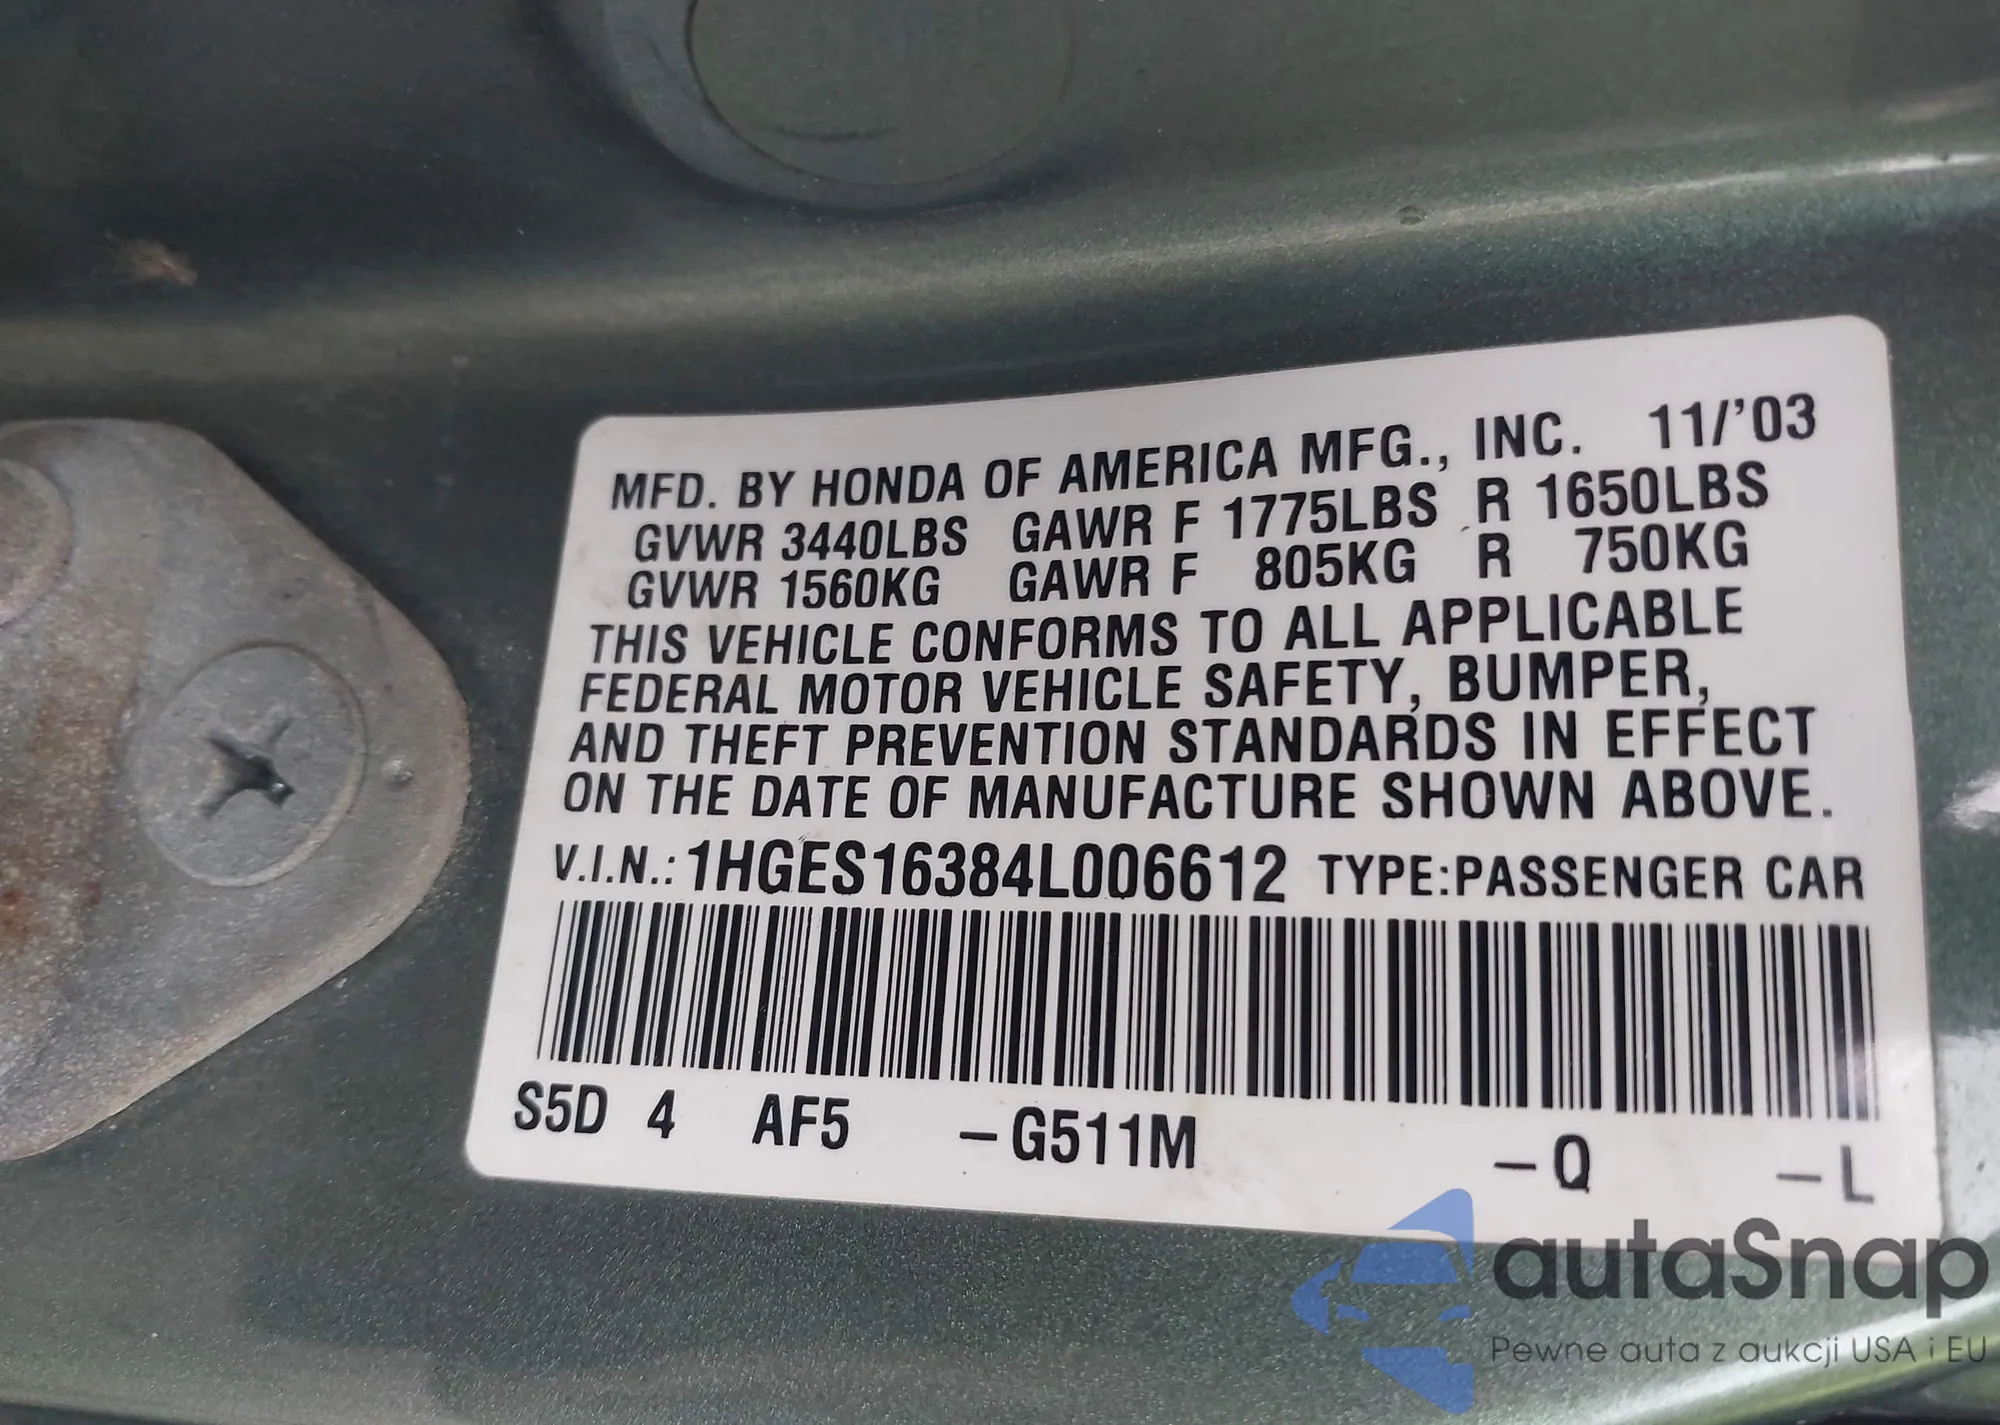 MFD. BY HONDA OF AMERICA MFG., INC. 11/'03
GVWR 3440LBS GAWR F 1775LBS R 1650LBS
GVWR 1560KG GAWR F 805KG R 750KG
THIS VEHICLE CONFORMS TO ALL APPLICABLE
FEDERAL MOTOR VEHICLE SAFETY, BUMPER,
AND THEFT PREVENTION STANDARDS IN EFFECT
ON THE DATE OF MANUFACTURE SHOWN ABOVE.
V.I.N.: 1HGES16384L006612 TYPE:PASSENGER CAR
S5D 4 AF5 -G511M -Q -L
autaSnap
Pewne auta z aukcji USA i EU